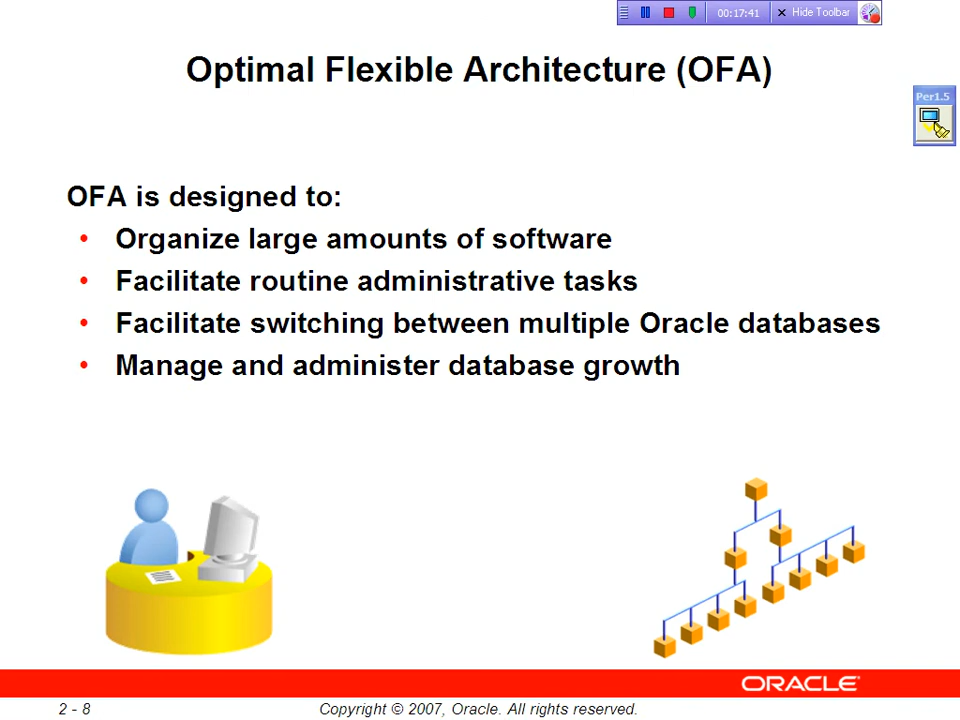 00:17:41 × Hide Toolbar
Optimal Flexible Architecture (OFA)
Per1.5
OFA is designed to:
• Organize large amounts of software
• Facilitate routine administrative tasks
• Facilitate switching between multiple Oracle databases
• Manage and administer database growth
ORACLE
2 - 8 Copyright © 2007, Oracle. All rights reserved.